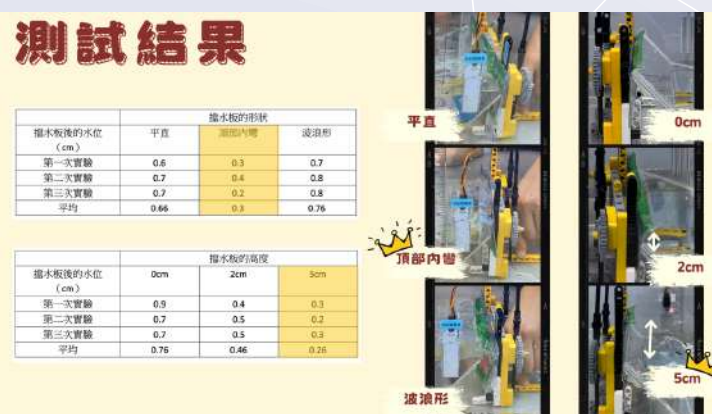 測試結果
擋水板的形狀
擋水板後的水位（cm） 平直 頂部內彎 波浪形
第一次實驗 0.6 0.3 0.7
第二次實驗 0.7 0.4 0.8
第三次實驗 0.7 0.2 0.8
平均 0.66 0.3 0.76
擋水板的高度
擋水板後的水位（cm） 0cm 2cm 5cm
第一次實驗 0.9 0.4 0.3
第二次實驗 0.7 0.5 0.2
第三次實驗 0.7 0.5 0.3
平均 0.76 0.46 0.26
平直
頂部內彎
波浪形
0cm
2cm
5cm